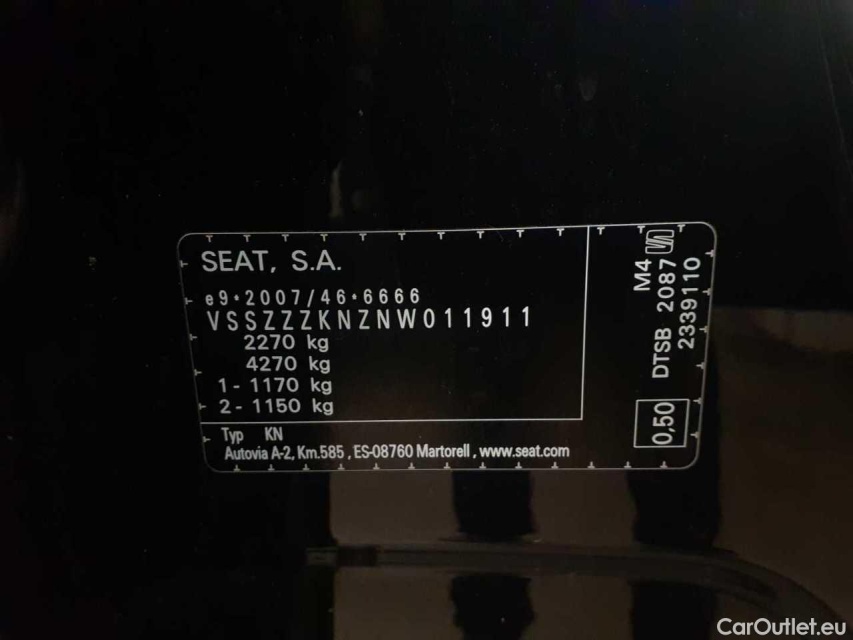 SEAT, S.A.
e9*2007/46*6666
VSSZZZKNZNW011911
2270 kg
4270 kg
1- 1170 kg
2- 1150 kg
Typ KN
Autovia A-2, Km.585 , ES-08760 Martorell , www.seat.com
M4
DTSB 2087
2339110
0,50
CarOutlet.eu